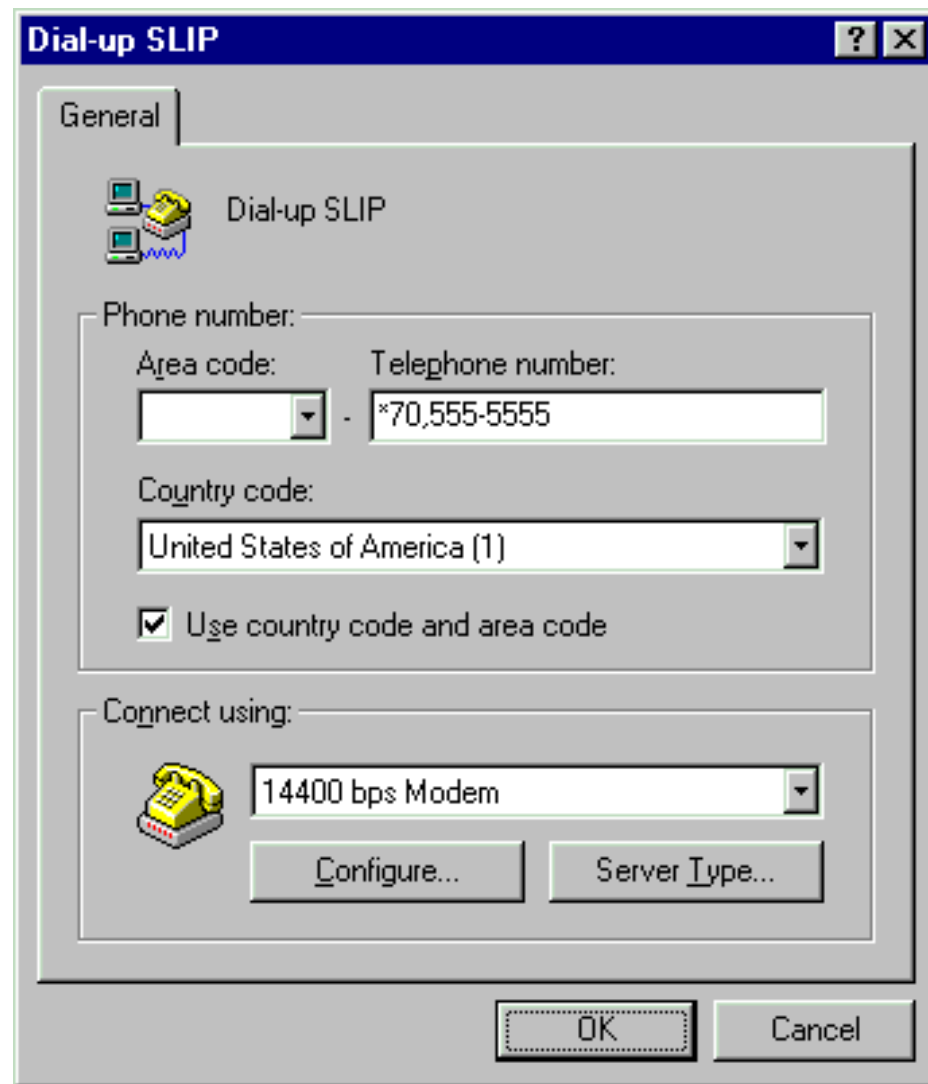 Dial-up SLIP
General
Dial-up SLIP
Phone number:
Area code: Telephone number:
- *70,555-5555
Country code:
United States of America (1)
Use country code and area code
Connect using:
14400 bps Modem
Configure... Server Type...
OK Cancel